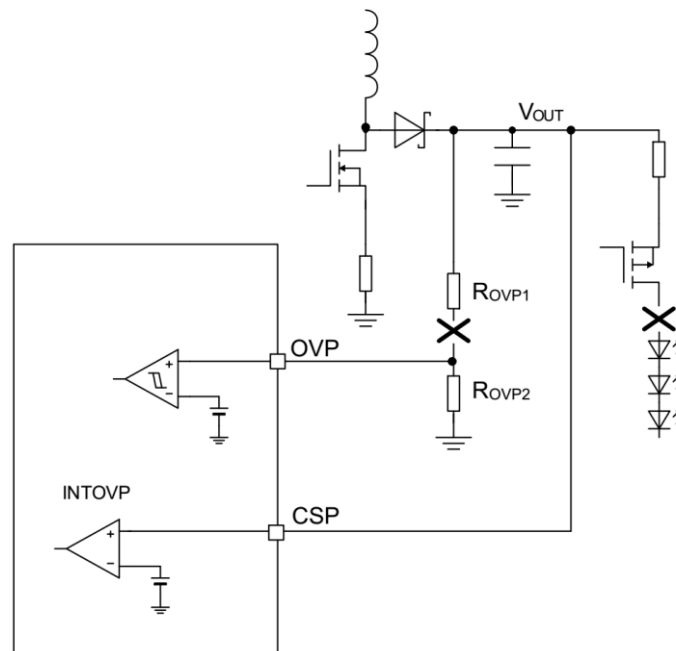 VOUT
ROVP1
OVP
ROVP2
INTOVP
CSP
+
−
+
−